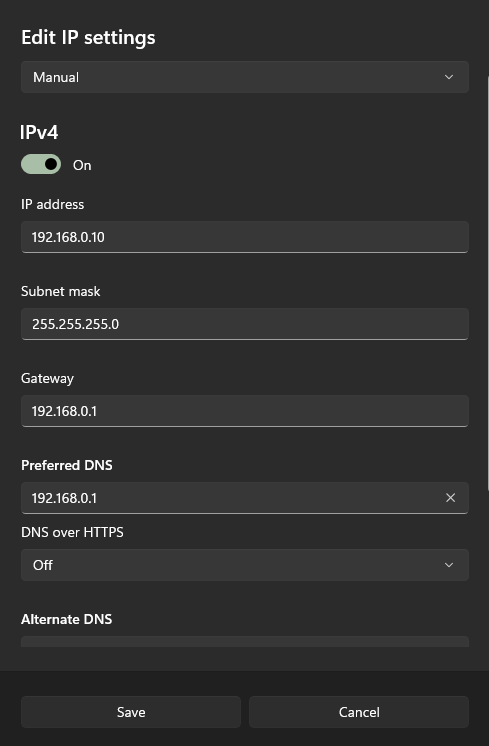 Edit IP settings
Manual
IPv4
On
IP address
192.168.0.10
Subnet mask
255.255.255.0
Gateway
192.168.0.1
Preferred DNS
192.168.0.1
DNS over HTTPS
Off
Alternate DNS
Save Cancel